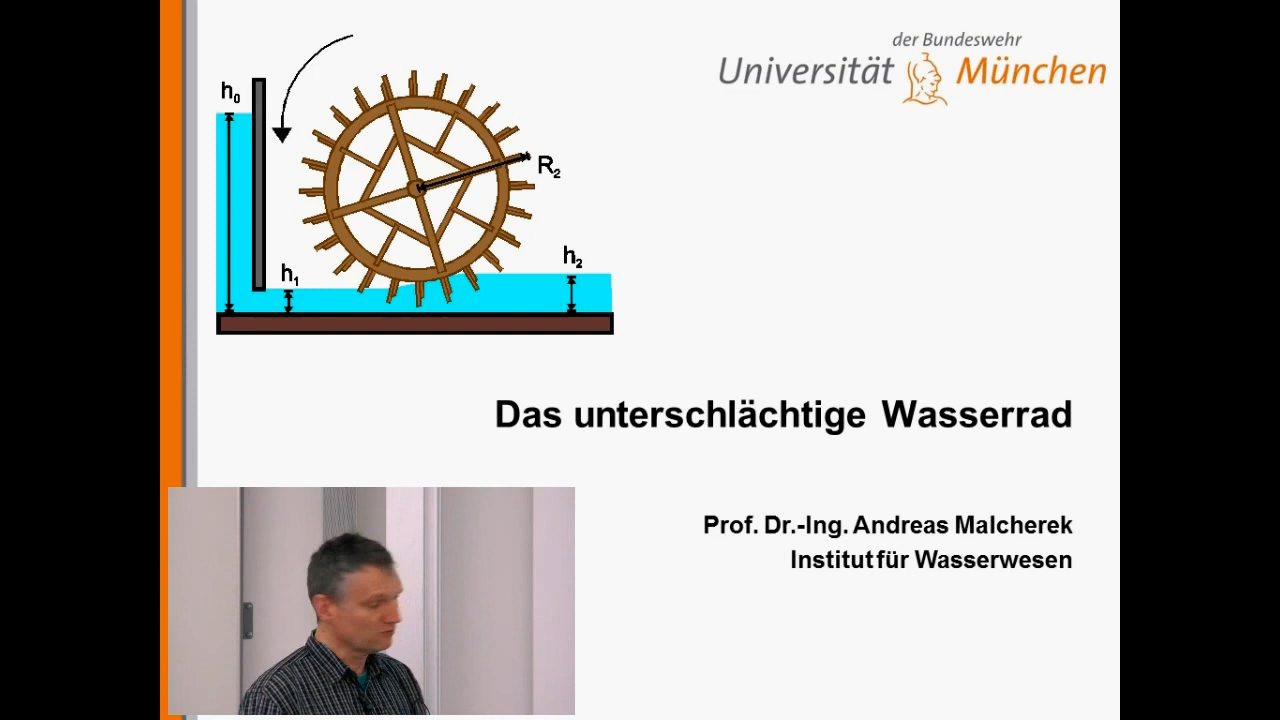 der Bundeswehr
Universität München
h0
R2
h1
h2
Das unterschlächtige Wasserrad
Prof. Dr.-Ing. Andreas Malcherek
Institut für Wasserwesen